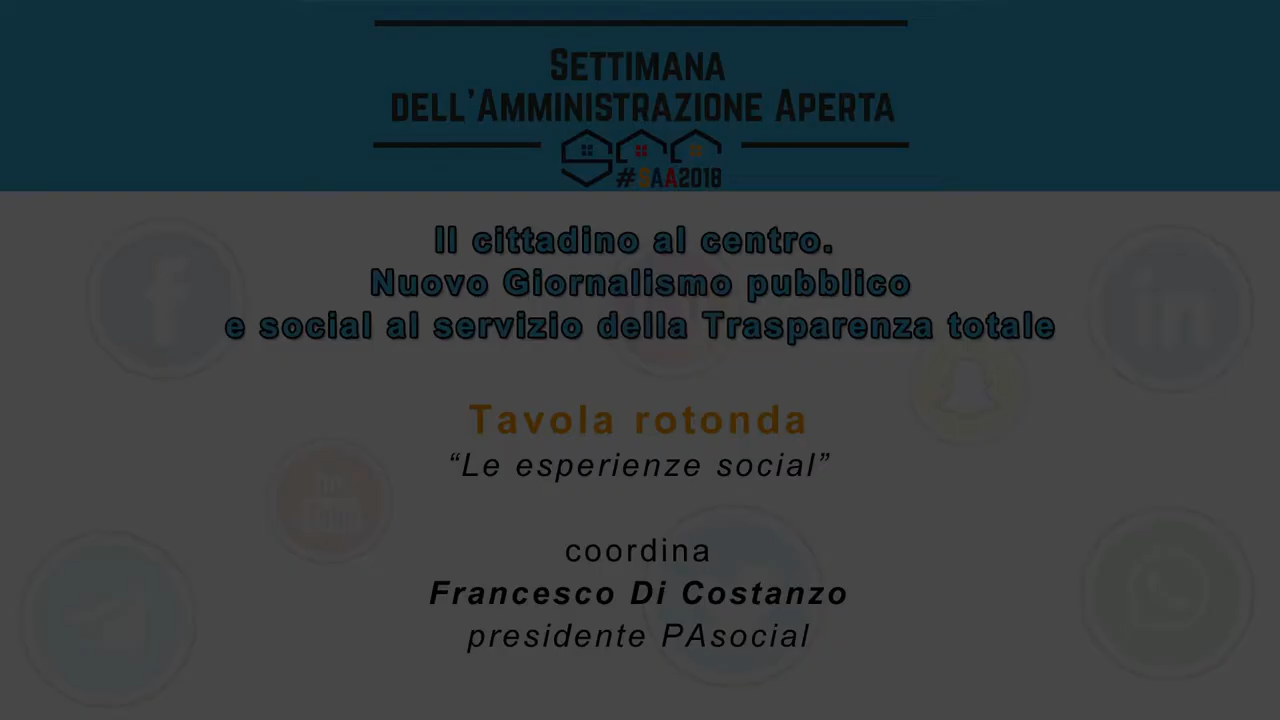 Settimana
dell'Amministrazione Aperta
#SAA2018
Il cittadino al centro.
Nuovo Giornalismo pubblico
e social al servizio della Trasparenza totale
Tavola rotonda
“Le esperienze social”
coordina
Francesco Di Costanzo
presidente PAsocial